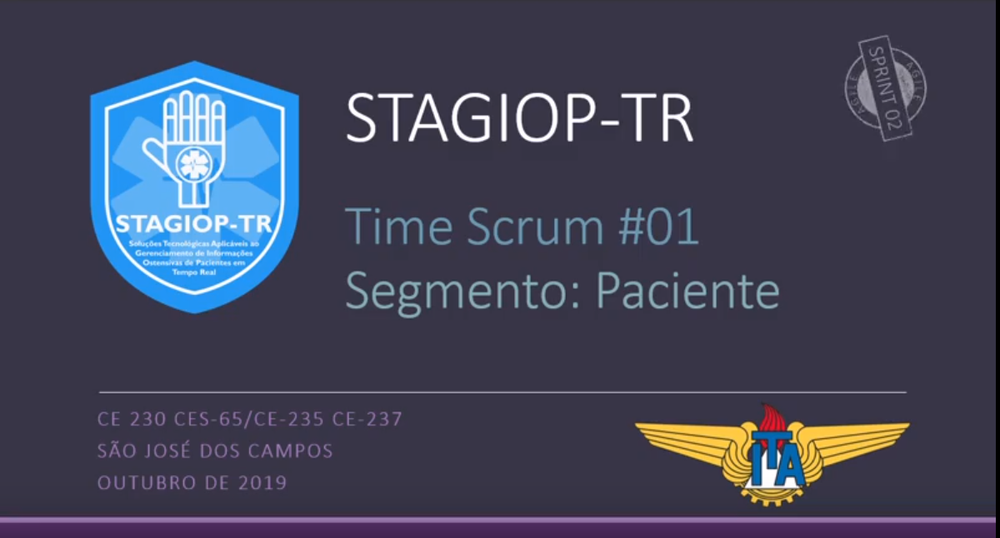 STAGIOP-TR
Soluções Tecnológicas Aplicáveis ao
Gerenciamento de Informações
Ostensivas de Pacientes em
Tempo Real
STAGIOP-TR
Time Scrum #01
Segmento: Paciente
AGILE
SPRINT 02
AGILE
CE 230 CES-65/CE-235 CE-237
SÃO JOSÉ DOS CAMPOS
OUTUBRO DE 2019
ITA